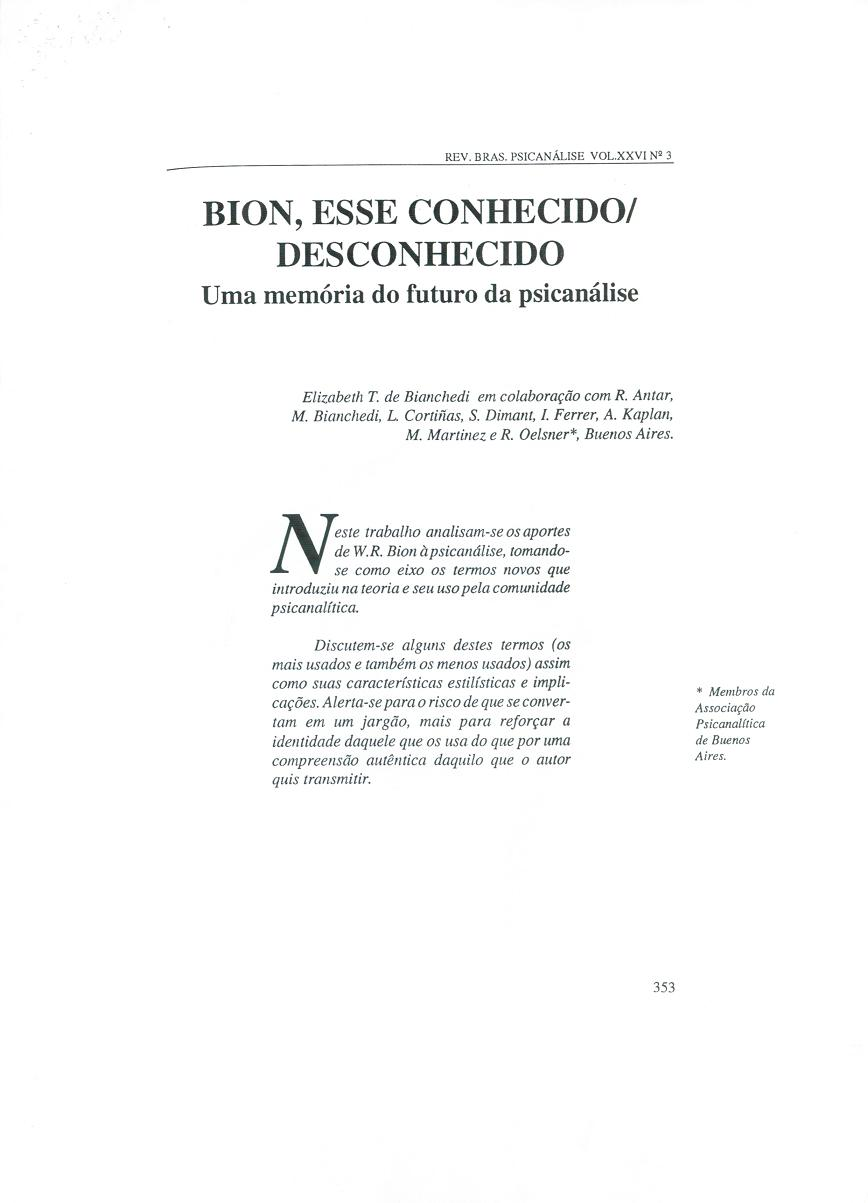 REV. BRAS. PSICANÁLISE VOL.XXVI Nº 3
BION, ESSE CONHECIDO/
DESCONHECIDO
Uma memória do futuro da psicanálise
Elizabeth T. de Bianchedi em colaboração com R. Antar,
M. Bianchedi, L. Cortiñas, S. Dimant, I. Ferrer, A. Kaplan,
M. Martinez e R. Oelsner*, Buenos Aires.
Neste trabalho analisam-se os aportes
de W.R. Bion à psicanálise, tomando-
se como eixo os termos novos que
introduziu na teoria e seu uso pela comunidade
psicanalítica.
Discutem-se alguns destes termos (os
mais usados e também os menos usados) assim
como suas características estilísticas e impli-
cações. Alerta-se para o risco de que se conver-
tam em um jargão, mais para reforçar a
identidade daquele que os usa do que por uma
compreensão autêntica daquilo que o autor
quis transmitir.
* Membros da
Associação
Psicanalítica
de Buenos
Aires.
353